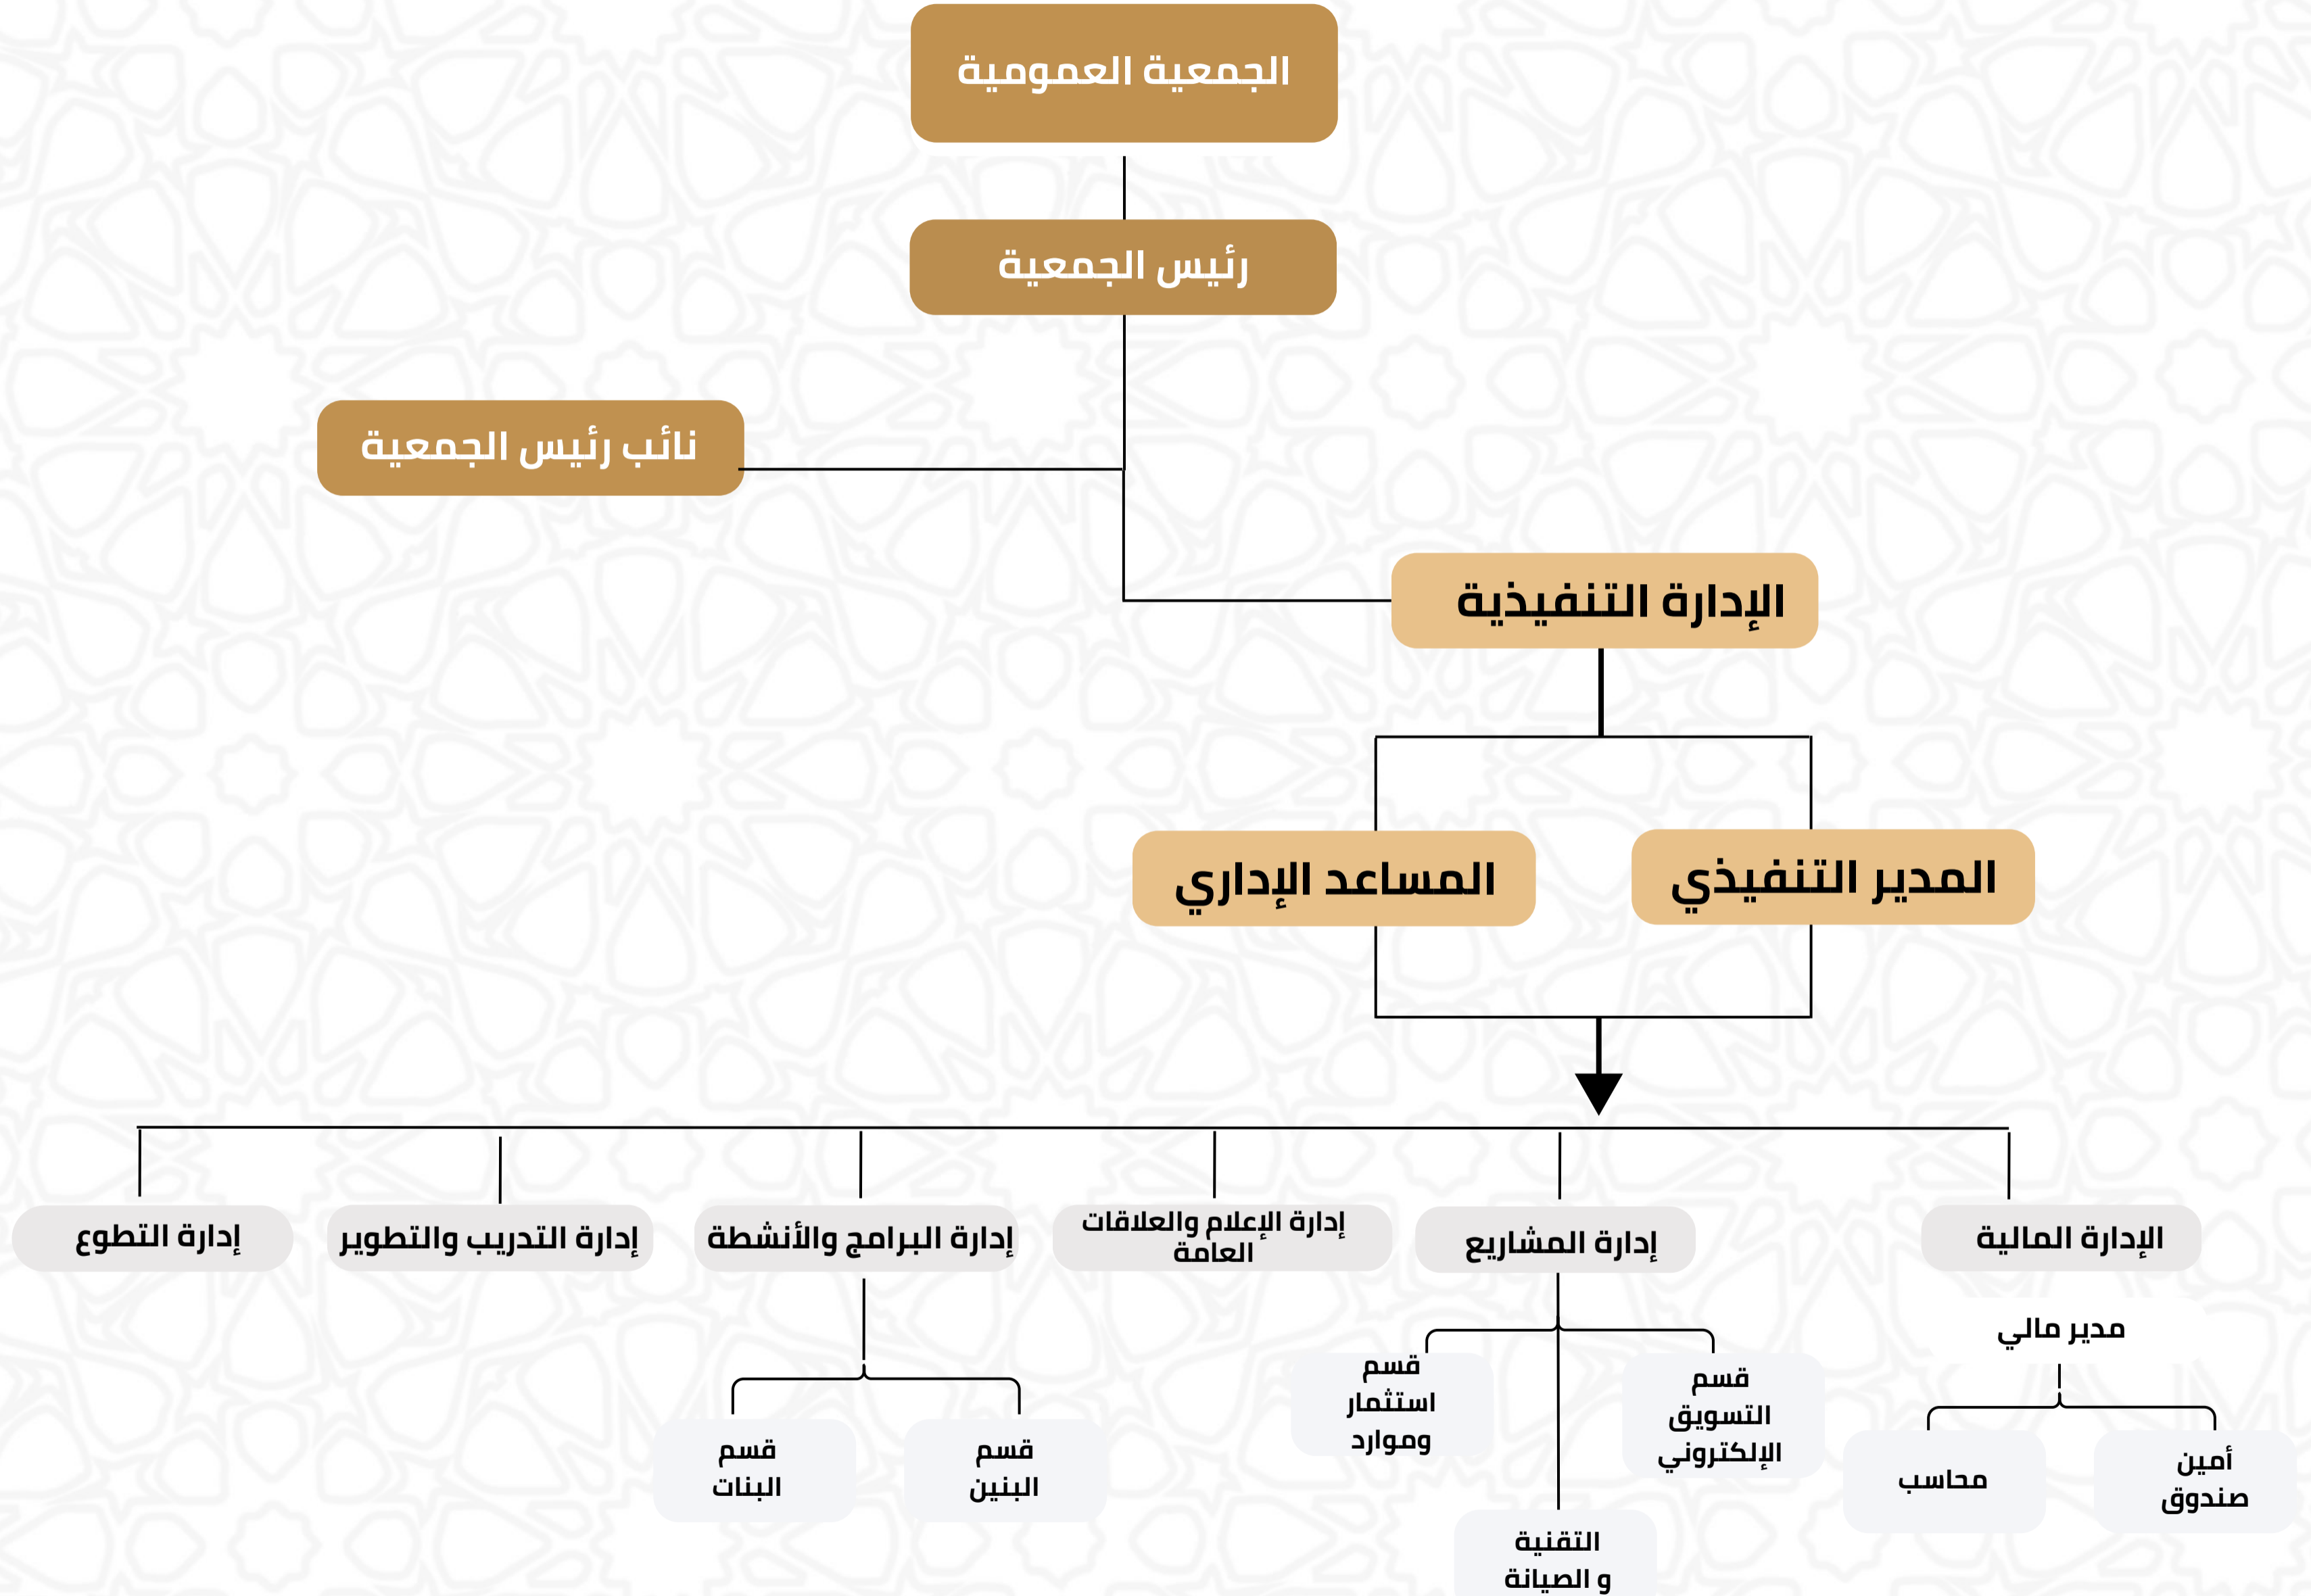 الجمعية العمومية
رئيس الجمعية
نائب رئيس الجمعية
الإدارة التنفيذية
المدير التنفيذي
المساعد الإداري
الإدارة المالية
إدارة المشاريع
إدارة الإعلام والعلاقات
العامة
إدارة البرامج والأنشطة
إدارة التدريب والتطوير
إدارة التطوع
مدير مالي
أمين
صندوق
محاسب
قسم
التسويق
الإلكتروني
قسم
استثمار
وموارد
التقنية
و الصيانة
قسم
البنين
قسم
البنات